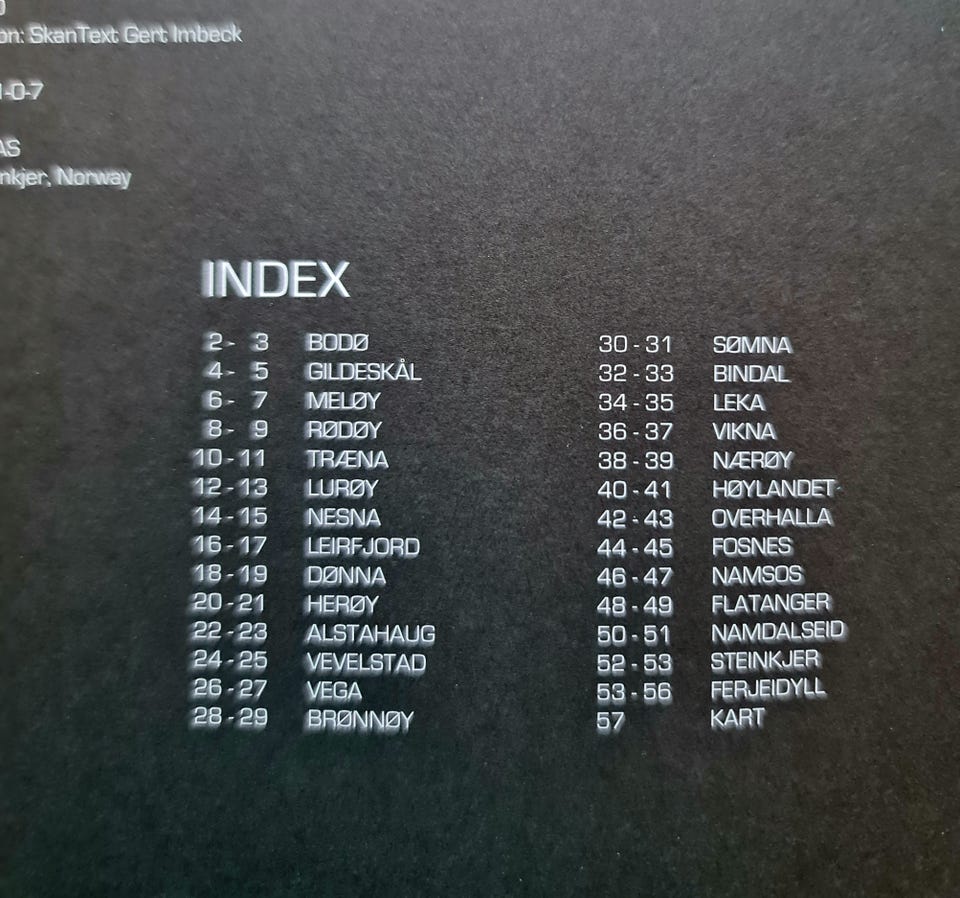 on: SkanText Gert Imbeck
1-0-7
AS
nkjer, Norway
INDEX
2- 3 BODØ
4- 5 GILDESKÅL
6- 7 MELØY
8- 9 RØDØY
10-11 TRÆNA
12-13 LURØY
14-15 NESNA
16-17 LEIRFJORD
18-19 DØNNA
20-21 HERØY
22-23 ALSTAHAUG
24-25 VEVELSTAD
26-27 VEGA
28-29 BRØNNØY
30-31 SØMNA
32-33 BINDAL
34-35 LEKA
36-37 VIKNA
38-39 NÆRØY
40-41 HØYLANDET
42-43 OVERHALLA
44-45 FOSNES
46-47 NAMSOS
48-49 FLATANGER
50-51 NAMDALSEID
52-53 STEINKJER
53-56 FERJEIDYLL
57 KART